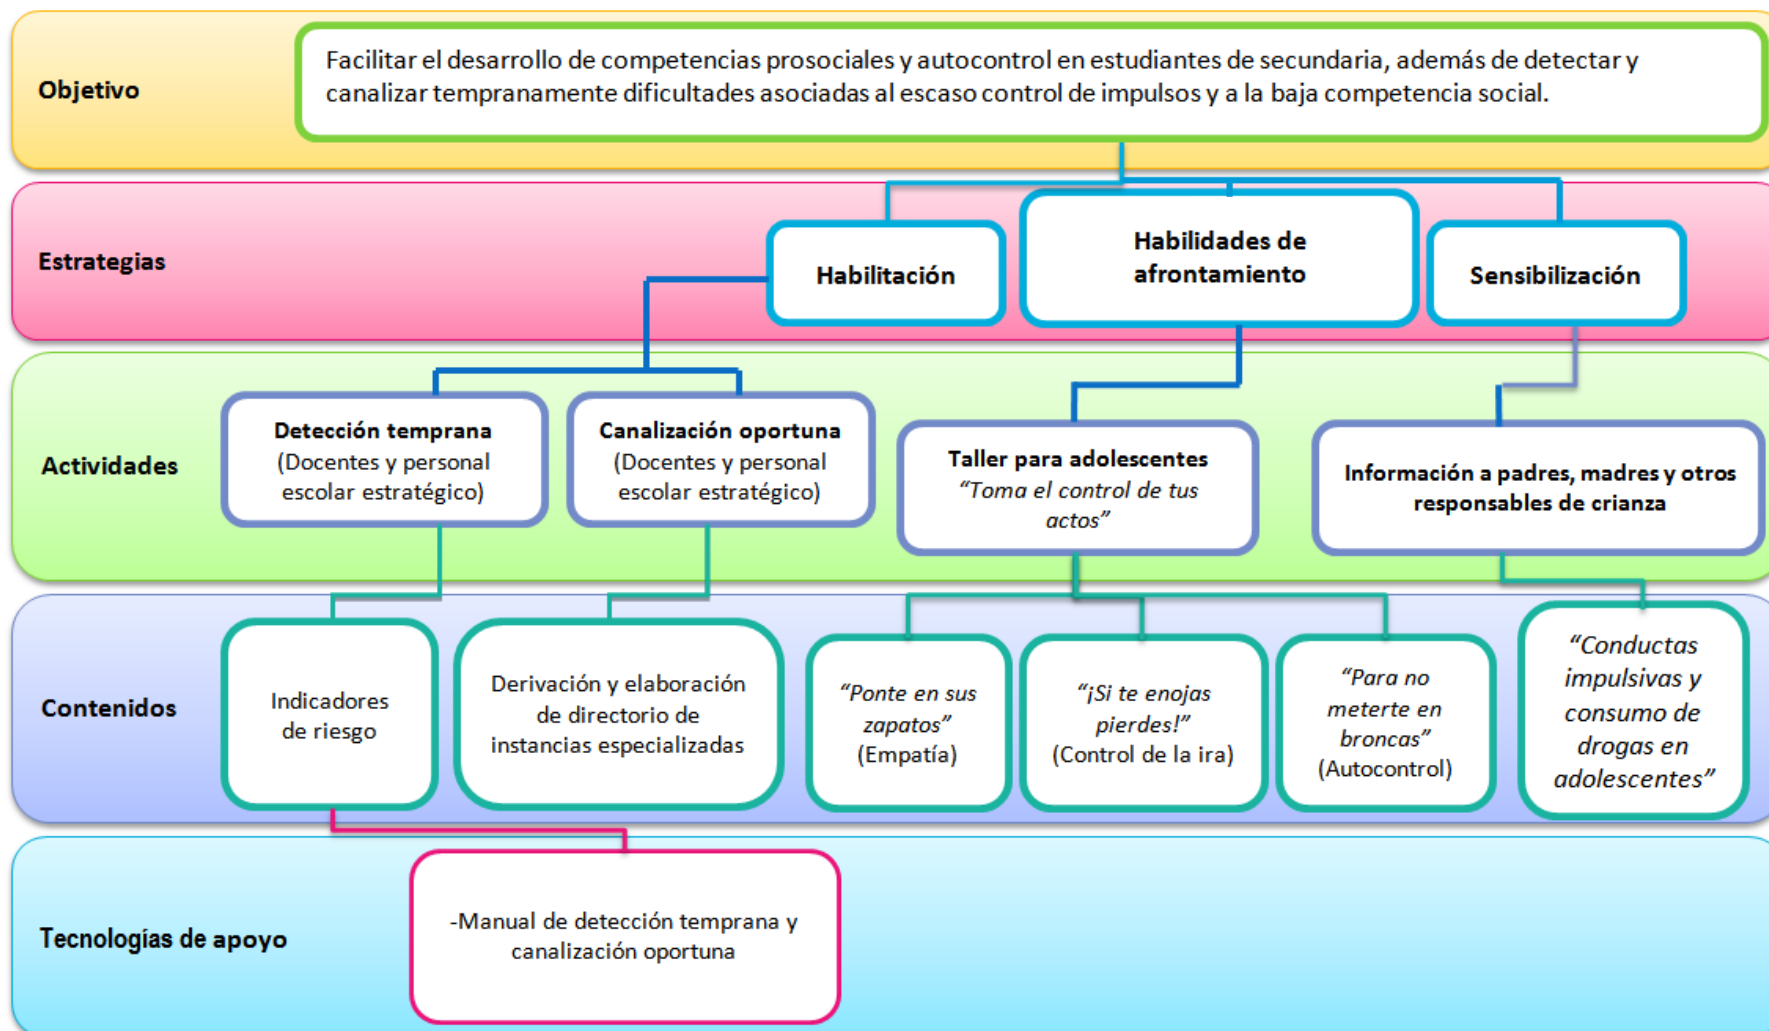 Objetivo
Facilitar el desarrollo de competencias prosociales y autocontrol en estudiantes de secundaria, además de detectar y
canalizar tempranamente dificultades asociadas al escaso control de impulsos y a la baja competencia social.
Estrategias
Habilitación
Habilidades de
afrontamiento
Sensibilización
Actividades
Detección temprana
(Docentes y personal
escolar estratégico)
Canalización oportuna
(Docentes y personal
escolar estratégico)
Taller para adolescentes
“Toma el control de tus
actos”
Información a padres, madres y otros
responsables de crianza
Contenidos
Indicadores
de riesgo
Derivación y elaboración
de directorio de
instancias especializadas
“Ponte en sus
zapatos”
(Empatía)
“¡Si te enojas
pierdes!”
(Control de la ira)
“Para no
meterte en
broncas”
(Autocontrol)
“Conductas
impulsivas y
consumo de
drogas en
adolescentes”
Tecnologías de apoyo
-Manual de detección temprana y
canalización oportuna